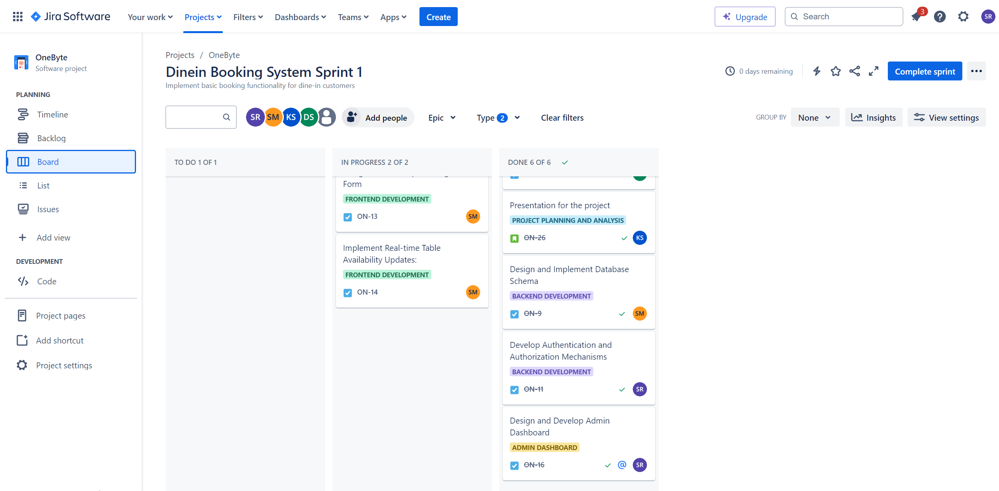 Jira Software
Your work
Projects
Filters
Dashboards
Teams
Apps
Create
Upgrade
Search
3
SR
OneByte
Software project
PLANNING
Timeline
Backlog
Board
List
Issues
Add view
DEVELOPMENT
Code
Project pages
Add shortcut
Project settings
Projects / OneByte
Dinein Booking System Sprint 1
Implement basic booking functionality for dine-in customers
0 days remaining
Complete sprint
SR SM KS DS
Add people
Epic
Type 2
Clear filters
GROUP BY
None
Insights
View settings
TO DO 1 OF 1
IN PROGRESS 2 OF 2
Form
FRONTEND DEVELOPMENT
ON-13
SM
Implement Real-time Table
Availability Updates:
FRONTEND DEVELOPMENT
ON-14
SM
DONE 6 OF 6
Presentation for the project
PROJECT PLANNING AND ANALYSIS
ON-26
KS
Design and Implement Database
Schema
BACKEND DEVELOPMENT
ON-9
SM
Develop Authentication and
Authorization Mechanisms
BACKEND DEVELOPMENT
ON-11
SR
Design and Develop Admin
Dashboard
ADMIN DASHBOARD
ON-16
@
SR